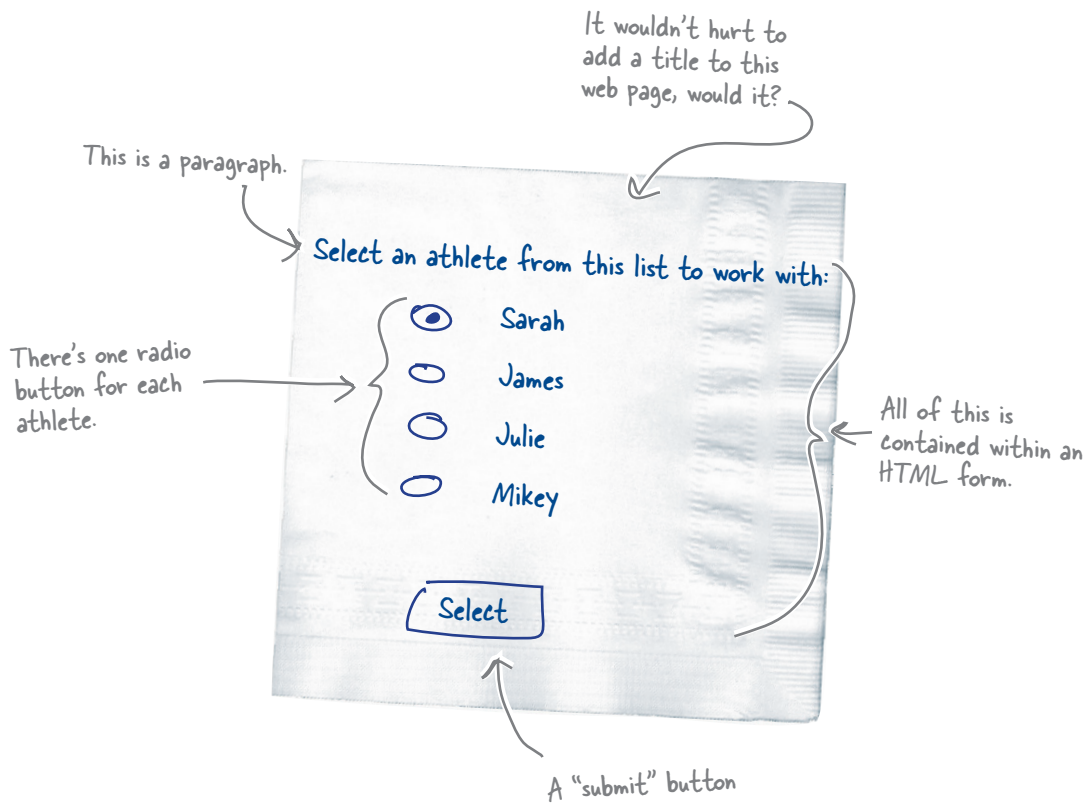 It wouldn't hurt to
add a title to this
web page, would it?
This is a paragraph.
Select an athlete from this list to work with:
Sarah
James
Julie
Mikey
There's one radio
button for each
athlete.
All of this is
contained within an
HTML form.
Select
A “submit” button